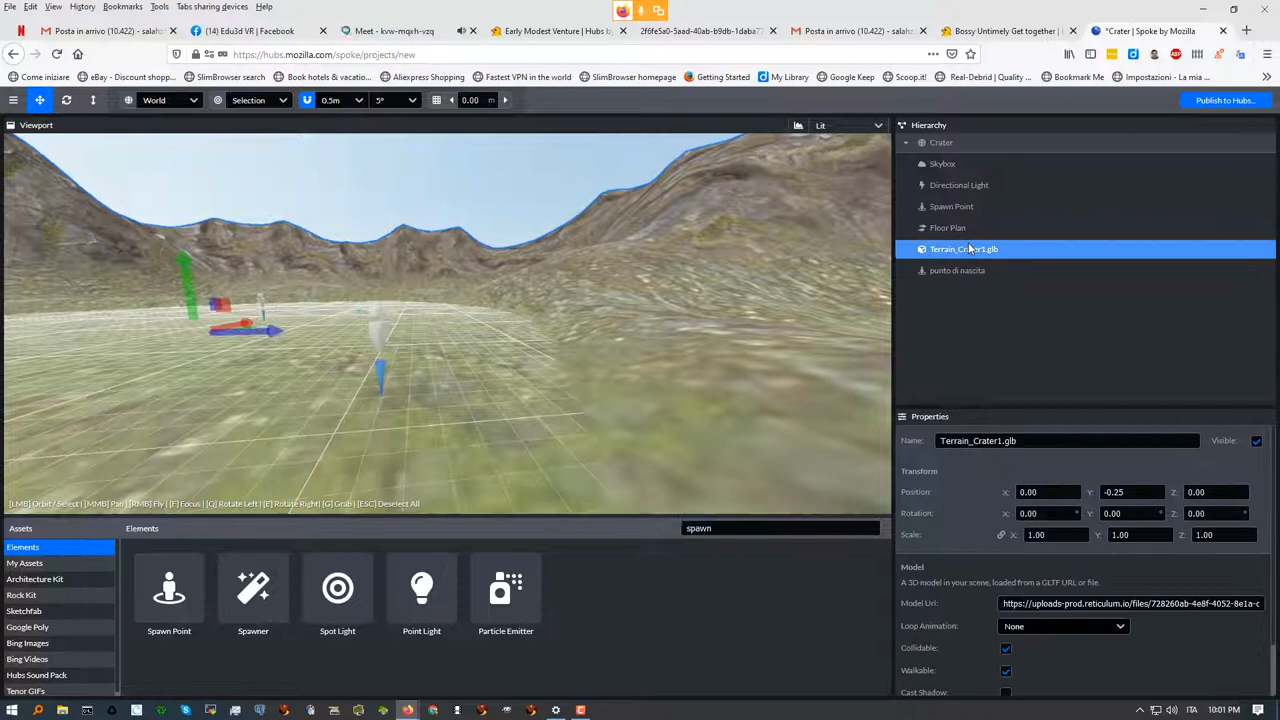 File Edit View History Bookmarks Tools Tabs sharing devices Help
Posta in arrivo (10.422) - salah
(14) Edu3d VR | Facebook
Meet - kvw-mqxh-vzq
Early Modest Venture | Hubs by
2f6fe5a0-5aad-40ab-b9db-1daba77
Posta in arrivo (10.422) - salah
Bossy Untimely Get together |
*Crater | Spoke by Mozilla
https://hubs.mozilla.com/spoke/projects/new
Come iniziare
eBay - Discount shopp...
SlimBrowser search
Book hotels & vacatio...
Aliexpress Shopping
Fastest VPN in the world
SlimBrowser homepage
Getting Started
My Library
Google Keep
Scoop.it!
Real-Debrid | Quality ...
Bookmark Me
Impostazioni - La mia ...
World
Selection
0.5m
5°
0.00 m
Publish to Hubs...
Viewport
Lit
Hierarchy
Crater
Skybox
Directional Light
Spawn Point
Floor Plan
Terrain_Crater1.glb
punto di nascita
[LMB] Orbit / Select | [MMB] Pan | [RMB] Fly | [F] Focus | [Q] Rotate Left | [E] Rotate Right | [G] Grab | [ESC] Deselect All
Properties
Name: Terrain_Crater1.glb Visible:
Transform
Position: X: 0.00 Y: -0.25 Z: 0.00
Rotation: X: 0.00 ° Y: 0.00 ° Z: 0.00 °
Scale: X: 1.00 Y: 1.00 Z: 1.00
Model
A 3D model in your scene, loaded from a GLTF URL or file.
Model Url: https://uploads-prod.reticulum.io/files/728260ab-4e8f-4052-8e1a-c
Loop Animation: None
Collidable:
Walkable:
Cast Shadow:
Assets
Elements
spawn
Elements
My Assets
Architecture Kit
Rock Kit
Sketchfab
Google Poly
Bing Images
Bing Videos
Hubs Sound Pack
Tenor GIFs
Spawn Point
Spawner
Spot Light
Point Light
Particle Emitter
ITA
10:01 PM